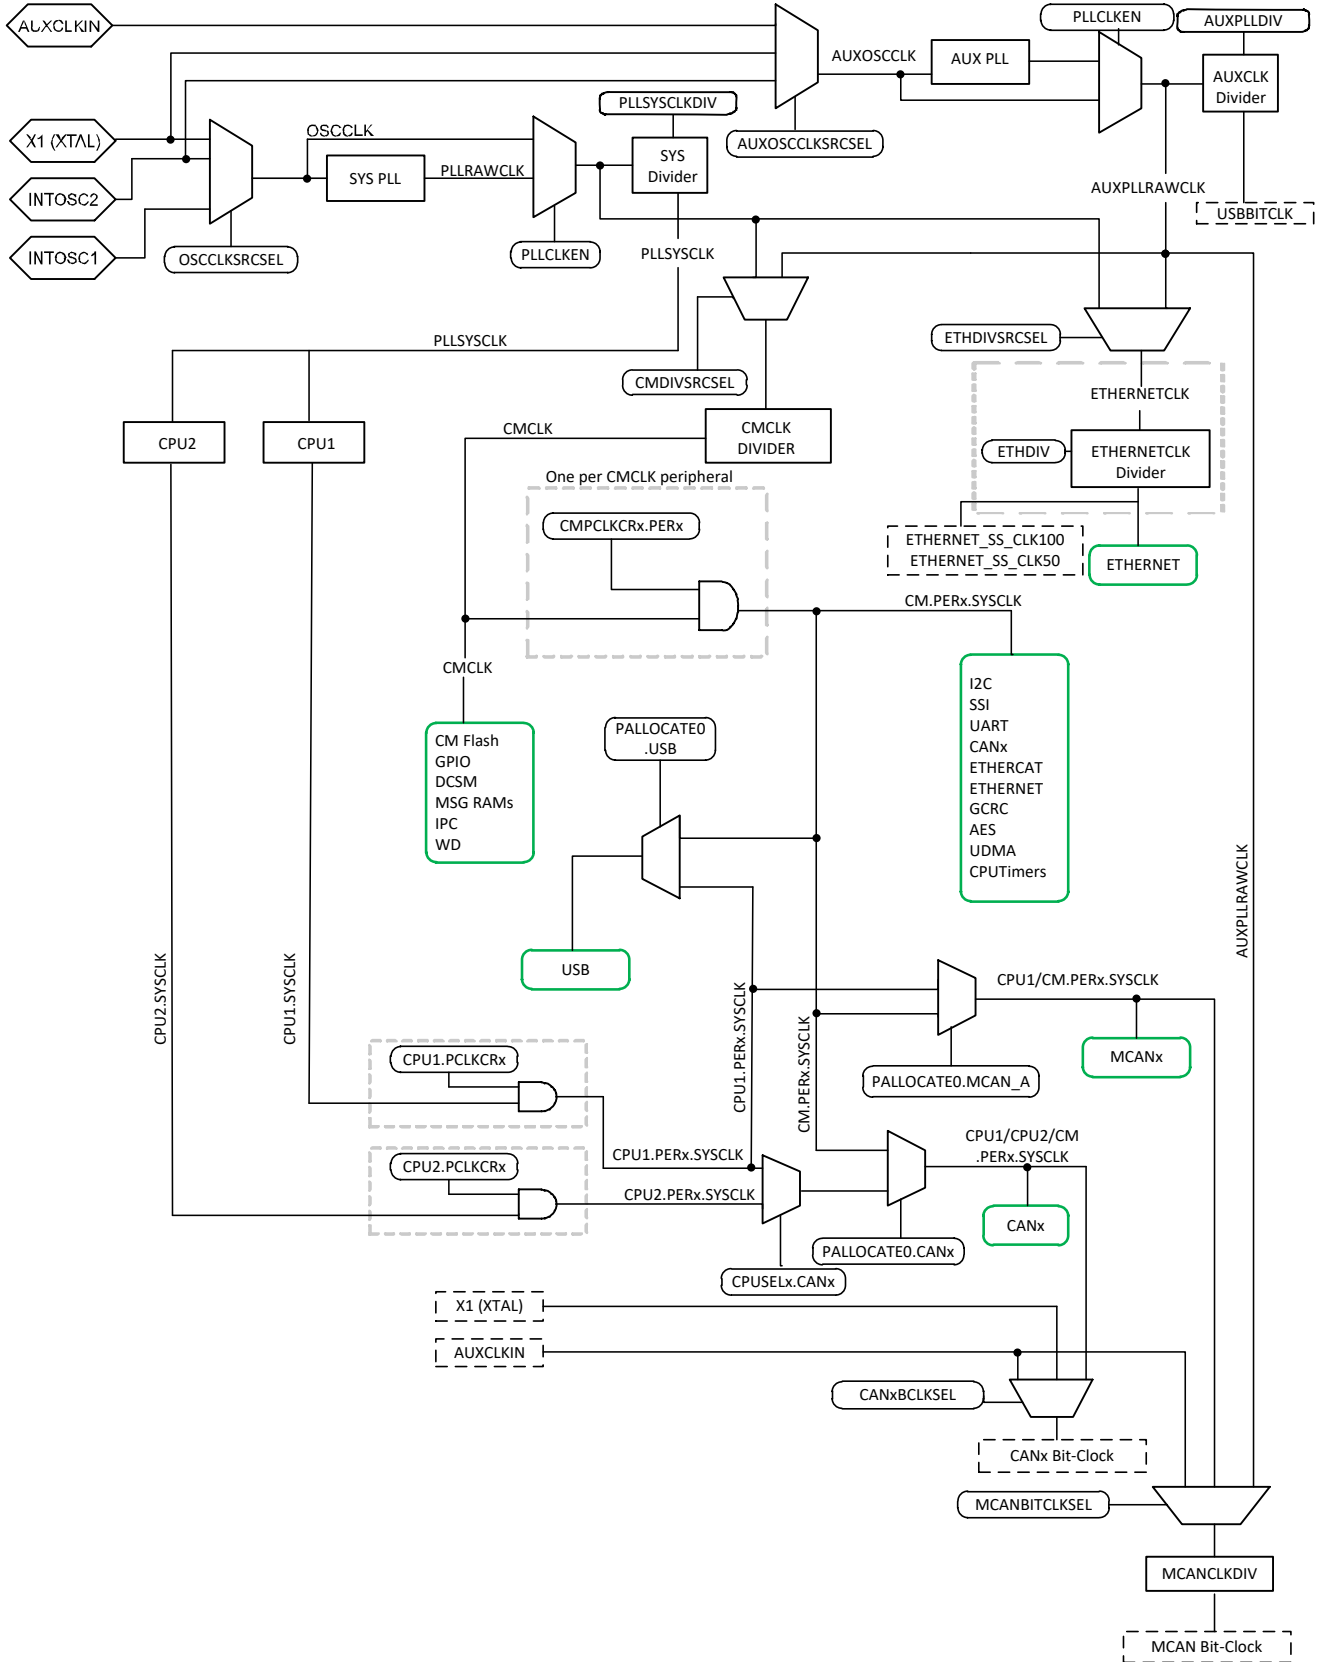 AUXCLKIN
PLLCLKEN
AUXPLLDIV
AUXOSCCLK
AUX PLL
AUXCLK
Divider
PLLSYSCLKDIV
X1 (XTAL)
OSCCLK
AUXOSCCLKSRCSEL
SYS PLL
PLLRAWCLK
SYS
Divider
INTOSC2
AUXPLLRAWCLK
USBBITCLK
INTOSC1
OSCCLKSRCSEL
PLLCLKEN
PLLSYSCLK
PLLSYSCLK
ETHDIVSRCSEL
CMDIVSRCSEL
ETHERNETCLK
CPU2
CPU1
CMCLK
CMCLK
DIVIDER
ETHDIV
ETHERNETCLK
Divider
One per CMCLK peripheral
CMPCLKCRx.PERx
ETHERNET_SS_CLK100
ETHERNET_SS_CLK50
ETHERNET
CM.PERx.SYSCLK
CMCLK
I2C
SSI
UART
CANx
ETHERCAT
ETHERNET
GCRC
AES
UDMA
CPUTimers
CM Flash
GPIO
DCSM
MSG RAMs
IPC
WD
PALLOCATE0
.USB
AUXPLLRAWCLK
USB
CPU2.SYSCLK
CPU1.SYSCLK
CPU1.PERx.SYSCLK
CM.PERx.SYSCLK
CPU1/CM.PERx.SYSCLK
MCANx
PALLOCATE0.MCAN_A
CPU1.PCLKCRx
CPU1.PERx.SYSCLK
CPU1/CPU2/CM
.PERx.SYSCLK
CPU2.PCLKCRx
CPU2.PERx.SYSCLK
CANx
PALLOCATE0.CANx
CPUSELx.CANx
X1 (XTAL)
AUXCLKIN
CANxBCLKSEL
CANx Bit-Clock
MCANBITCLKSEL
MCANCLKDIV
MCAN Bit-Clock